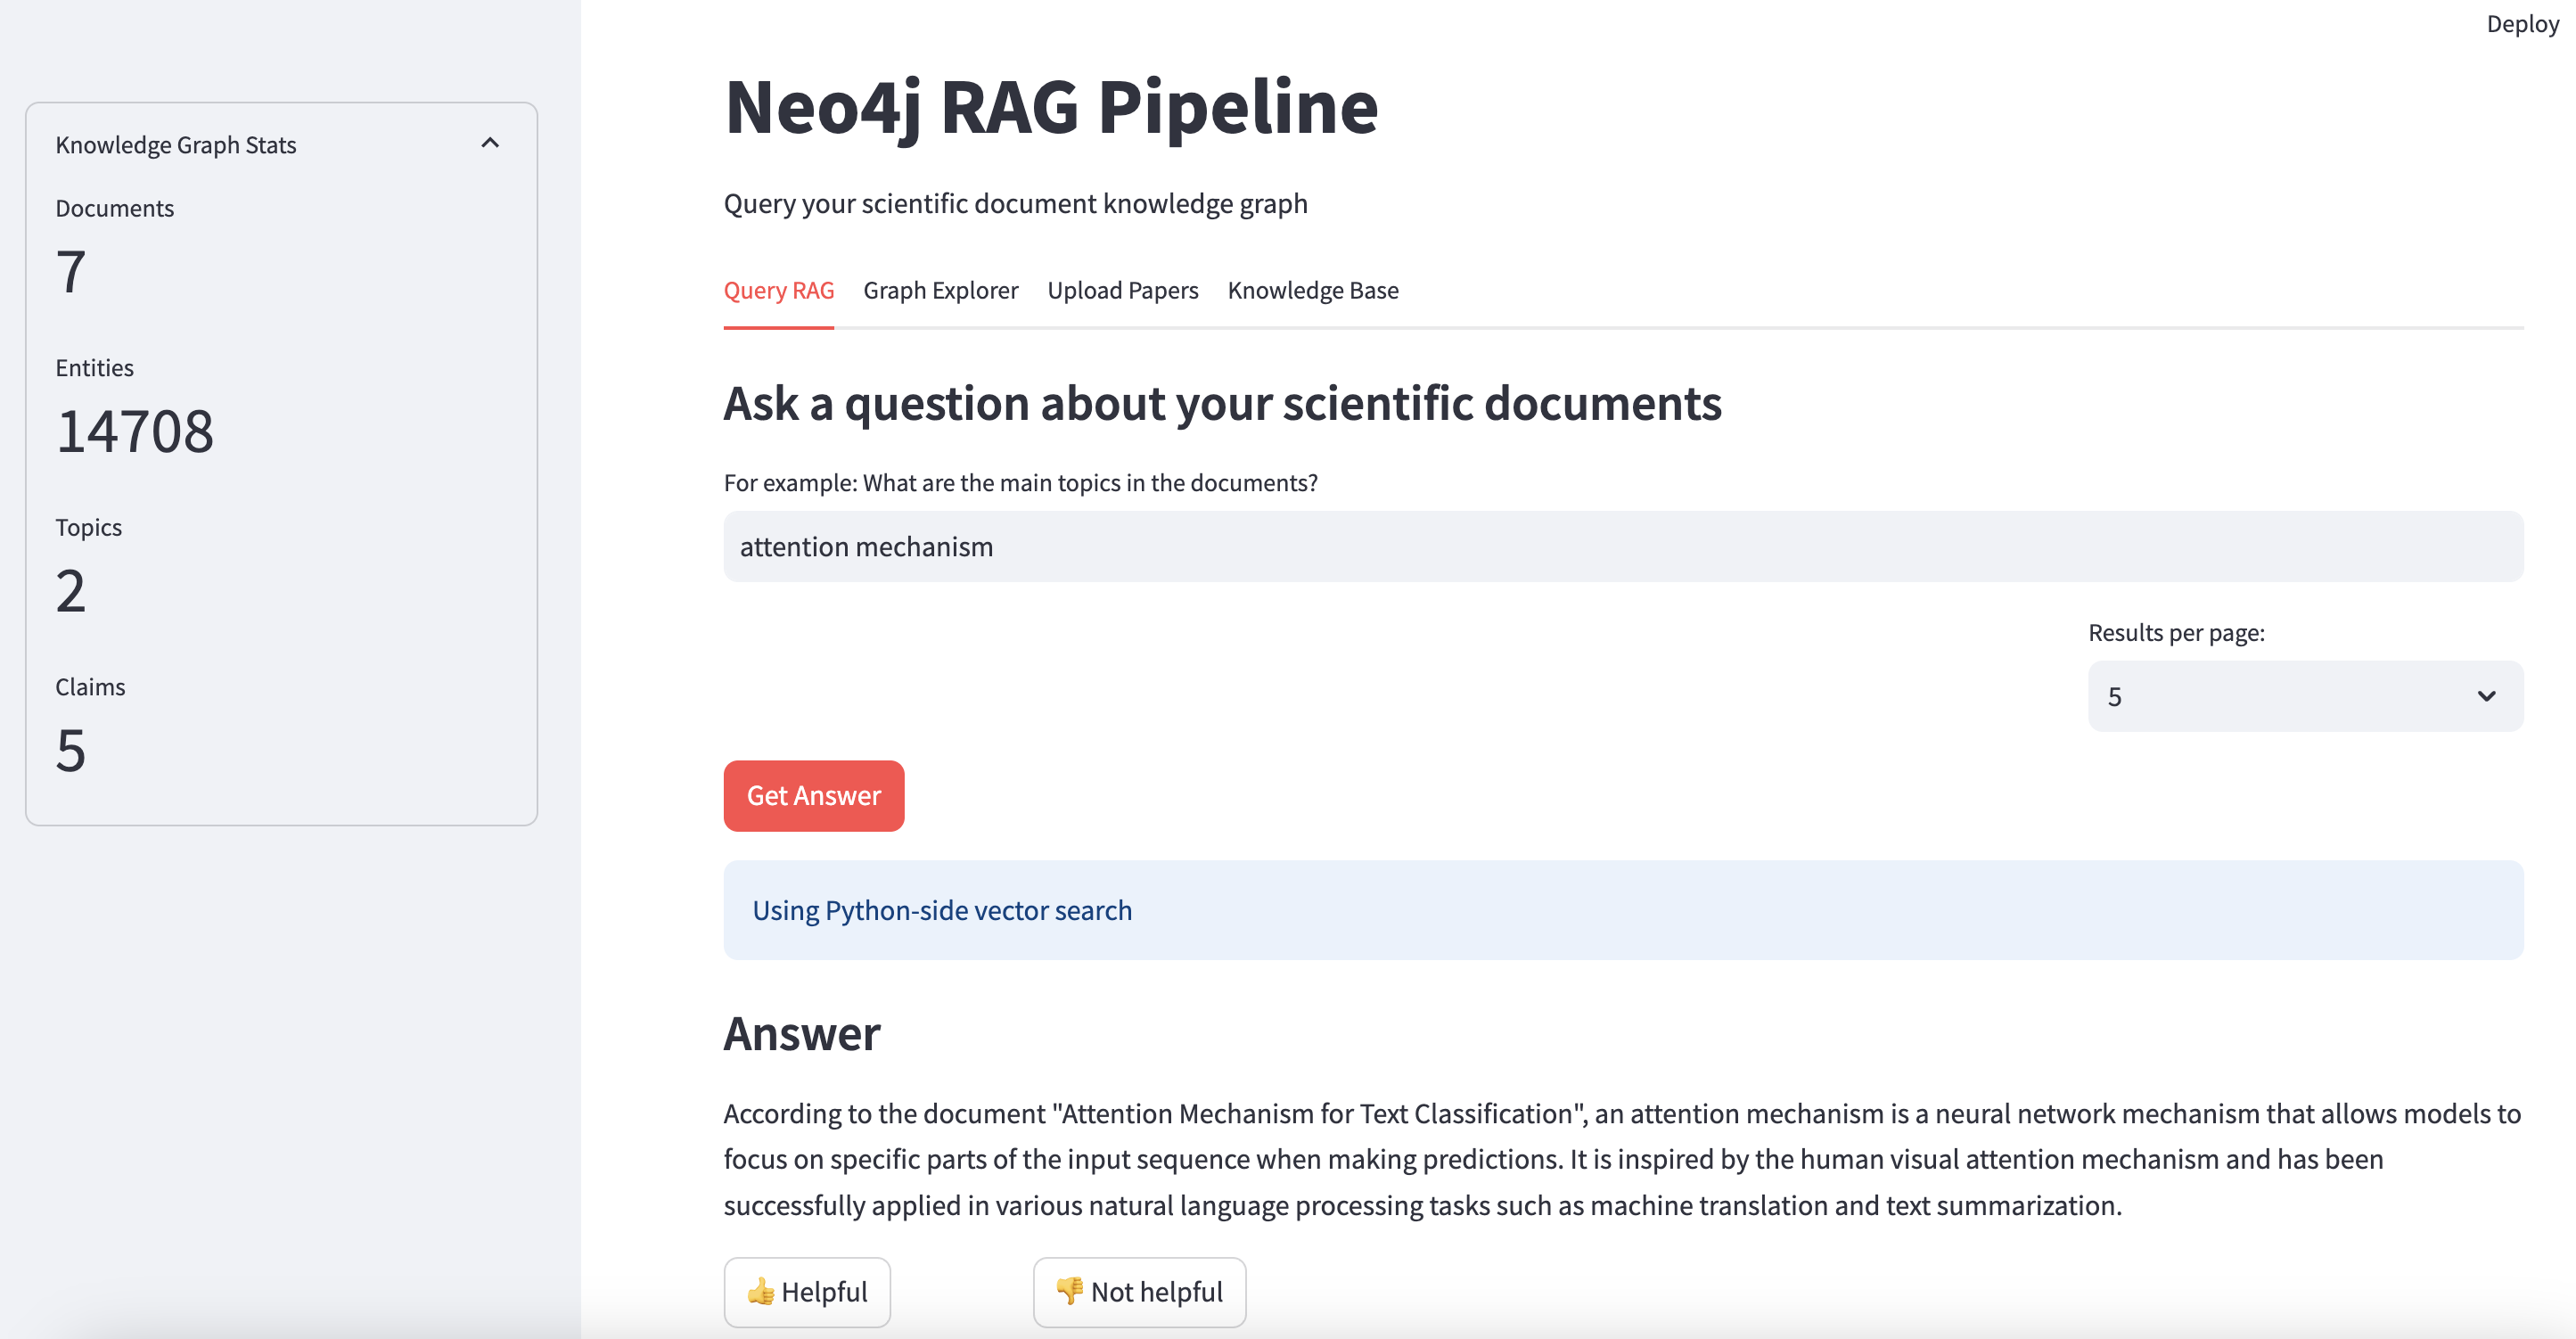 Deploy
Knowledge Graph Stats
Documents
7
Entities
14708
Topics
2
Claims
5
Neo4j RAG Pipeline
Query your scientific document knowledge graph
Query RAG Graph Explorer Upload Papers Knowledge Base
Ask a question about your scientific documents
For example: What are the main topics in the documents?
attention mechanism
Results per page:
5
Get Answer
Using Python-side vector search
Answer
According to the document "Attention Mechanism for Text Classification", an attention mechanism is a neural network mechanism that allows models to
focus on specific parts of the input sequence when making predictions. It is inspired by the human visual attention mechanism and has been
successfully applied in various natural language processing tasks such as machine translation and text summarization.
👍 Helpful 👎 Not helpful